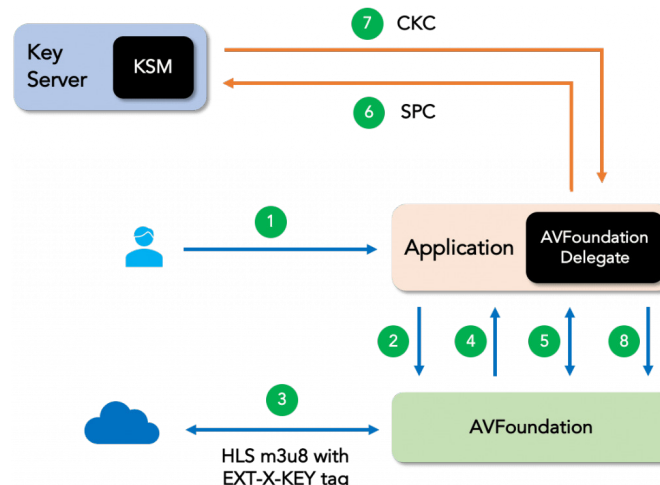 7 CKC
Key
Server
KSM
6 SPC
1
Application
AVFoundation
Delegate
2
4
5
8
3
AVFoundation
HLS m3u8 with
EXT-X-KEY tag